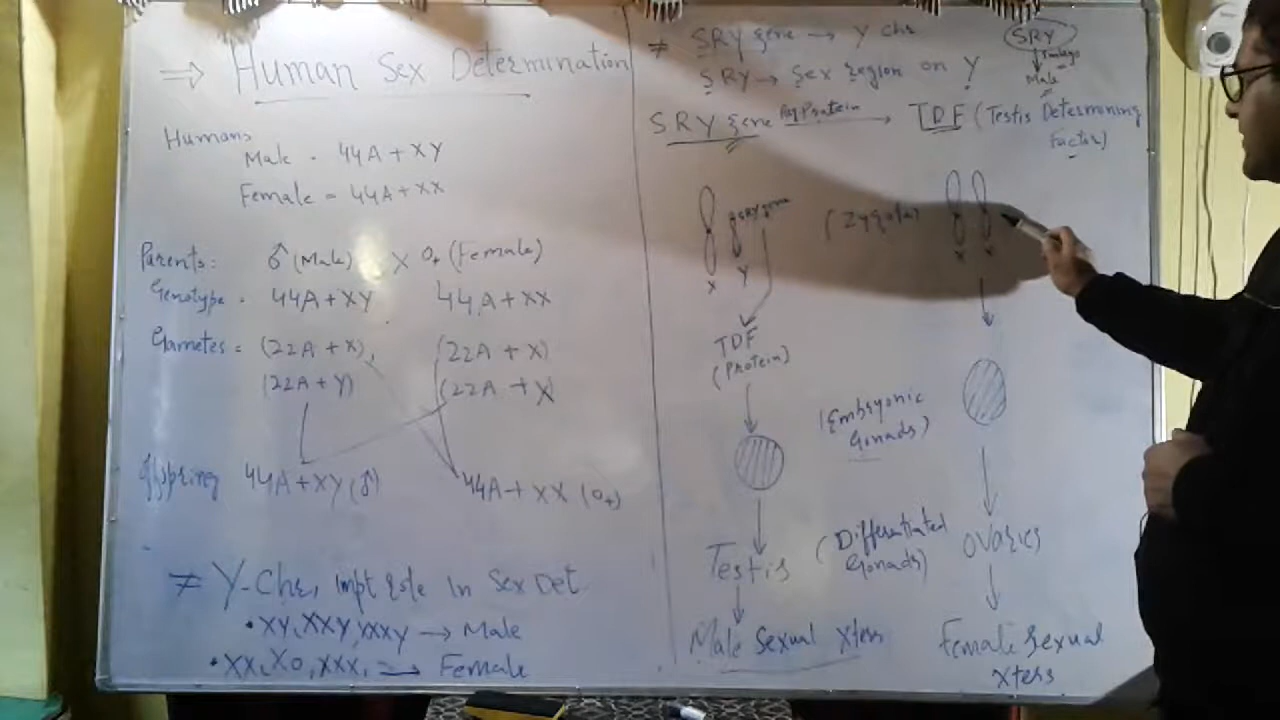 ⇒ Human Sex Determination
Humans
Male = 44A + XY
Female = 44A + XX
Parents: ♂ (Male) X ♀ (Female)
Genotype = 44A + XY 44A + XX
Gametes = (22A + X), (22A + X)
(22A + Y) (22A + X)
Offspring 44A + XY (♂) 44A + XX (♀)
≠ Y-Chr, impt role in Sex Det
• XY, XXY, XXXY → Male
• XX, XO, XXX, ⇒ Female
≠ SRY gene → Y chr
SRY → Sex region on Y
SRY
Male
SRY gene → TDF (Testis Determining
Factor)
SRY gene
(Zygote)
X Y
X X
TDF
(Protein)
(Embryonic
Gonads)
Testis
(Differentiated
Gonads)
Ovaries
Male Sexual Xters
Female Sexual
Xters